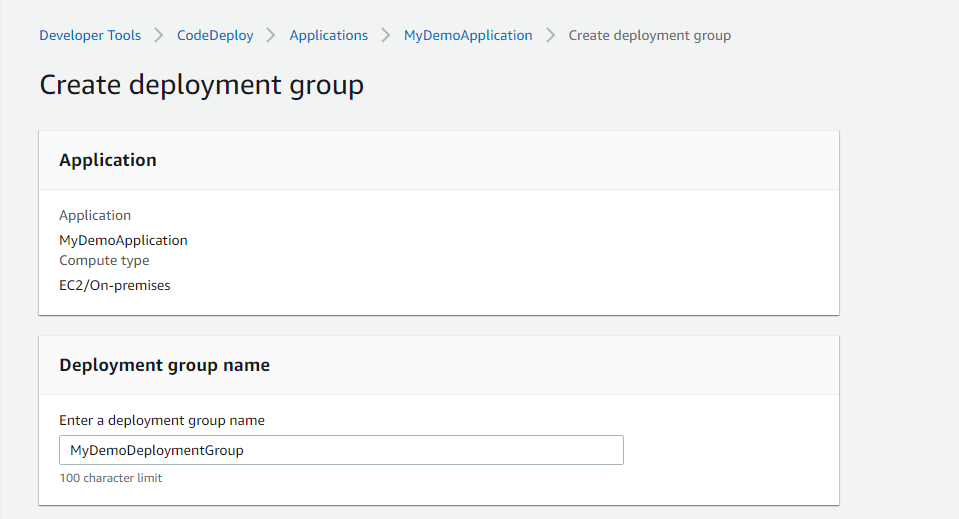 Developer Tools > CodeDeploy > Applications > MyDemoApplication > Create deployment group
Create deployment group
Application
Application
MyDemoApplication
Compute type
EC2/On-premises
Deployment group name
Enter a deployment group name
MyDemoDeploymentGroup
100 character limit